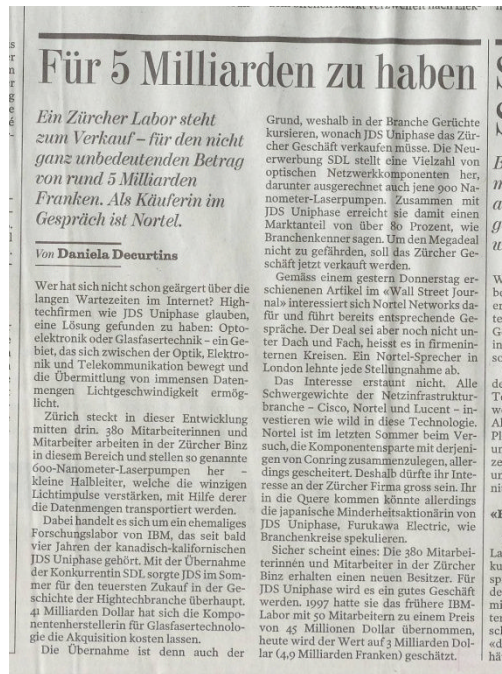 Für 5 Milliarden zu haben
Ein Zürcher Labor steht
zum Verkauf – für den nicht
ganz unbedeutenden Betrag
von rund 5 Milliarden
Franken. Als Käuferin im
Gespräch ist Nortel.
Von Daniela Decurtins
Wer hat sich nicht schon geärgert über die
langen Wartezeiten im Internet? High-
techfirmen wie JDS Uniphase glauben,
eine Lösung gefunden zu haben: Opto-
elektronik oder Glasfasertechnik – ein Ge-
biet, das sich zwischen der Optik, Elektro-
nik und Telekommunikation bewegt und
die Übermittlung von immensen Daten-
mengen Lichtgeschwindigkeit ermög-
licht.
Zürich steckt in dieser Entwicklung
mitten drin. 380 Mitarbeiterinnen und
Mitarbeiter arbeiten in der Zürcher Binz
in diesem Bereich und stellen so genannte
600-Nanometer-Laserpumpen her –
kleine Halbleiter, welche die winzigen
Lichtimpulse verstärken, mit Hilfe derer
die Datenmengen transportiert werden.
Dabei handelt es sich um ein ehemaliges
Forschungslabor von IBM, das seit bald
vier Jahren der kanadisch-kalifornischen
JDS Uniphase gehört. Mit der Übernahme
der Konkurrentin SDL sorgte JDS im Som-
mer für den teuersten Zukauf in der Ge-
schichte der Hightechbranche überhaupt.
41 Milliarden Dollar hat sich die Kompo-
nentenherstellerin für Glasfasertechnolo-
gie die Akquisition kosten lassen.
Die Übernahme ist denn auch der
Grund, weshalb in der Branche Gerüchte
kursieren, wonach JDS Uniphase das Zür-
cher Geschäft verkaufen müsse. Die Neu-
erwerbung SDL stellt eine Vielzahl von
optischen Netzwerkkomponenten her,
darunter ausgerechnet auch jene 900 Na-
nometer-Laserpumpen. Zusammen mit
JDS Uniphase erreicht sie damit einen
Marktanteil von über 80 Prozent, wie
Branchenkenner sagen. Um den Megadeal
nicht zu gefährden, soll das Zürcher Ge-
schäft jetzt verkauft werden.
Gemäss einem gestern Donnerstag er-
schienenen Artikel im «Wall Street Jour-
nal» interessiert sich Nortel Networks da-
für und führt bereits entsprechende Ge-
spräche. Der Deal sei aber noch nicht un-
ter Dach und Fach, heisst es in firmenin-
ternen Kreisen. Ein Nortel-Sprecher in
London lehnte jede Stellungnahme ab.
Das Interesse erstaunt nicht. Alle
Schwergewichte der Netzinfrastruktur-
branche – Cisco, Nortel und Lucent – in-
vestieren wie wild in diese Technologie.
Nortel ist im letzten Sommer beim Ver-
such, die Komponentensparte mit derjeni-
gen von Conring zusammenzulegen, aller-
dings gescheitert. Deshalb dürfte ihr Inte-
resse an der Zürcher Firma gross sein. Ihr
in die Quere kommen könnte allerdings
die japanische Minderheitsaktionärin von
JDS Uniphase, Furukawa Electric, wie
Branchenkreise spekulieren.
Sicher scheint eines: Die 380 Mitarbei-
terinnen und Mitarbeiter in der Zürcher
Binz erhalten einen neuen Besitzer. Für
JDS Uniphase wird es ein gutes Geschäft
werden. 1997 hatte sie das frühere IBM-
Labor mit 50 Mitarbeitern zu einem Preis
von 45 Millionen Dollar übernommen,
heute wird der Wert auf 3 Milliarden Dol-
lar (4,9 Milliarden Franken) geschätzt.